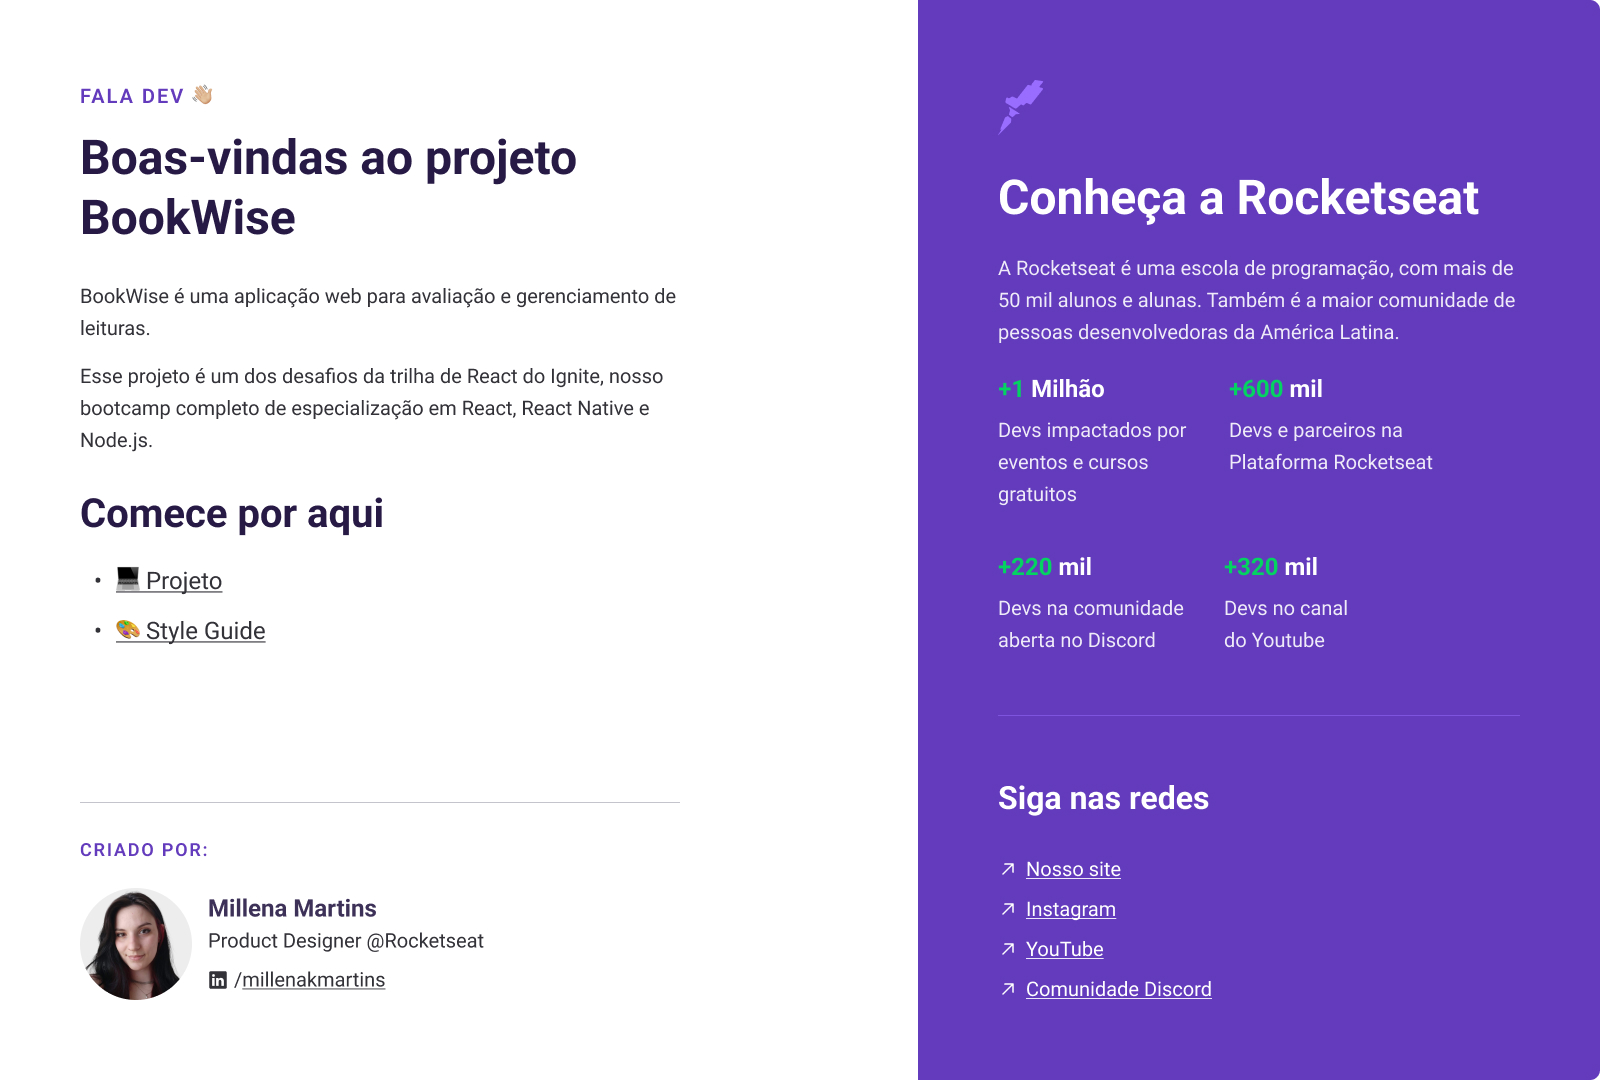 FALA DEV 👋🏼
Boas-vindas ao projeto
BookWise
BookWise é uma aplicação web para avaliação e gerenciamento de
leituras.
Esse projeto é um dos desafios da trilha de React do Ignite, nosso
bootcamp completo de especialização em React, React Native e
Node.js.
Comece por aqui
• 💻 Projeto
• 🎨 Style Guide
CRIADO POR:
Millena Martins
Product Designer @Rocketseat
in /millenakmartins
Conheça a Rocketseat
A Rocketseat é uma escola de programação, com mais de
50 mil alunos e alunas. Também é a maior comunidade de
pessoas desenvolvedoras da América Latina.
+1 Milhão
Devs impactados por
eventos e cursos
gratuitos
+600 mil
Devs e parceiros na
Plataforma Rocketseat
+220 mil
Devs na comunidade
aberta no Discord
+320 mil
Devs no canal
do Youtube
Siga nas redes
Nosso site
Instagram
YouTube
Comunidade Discord